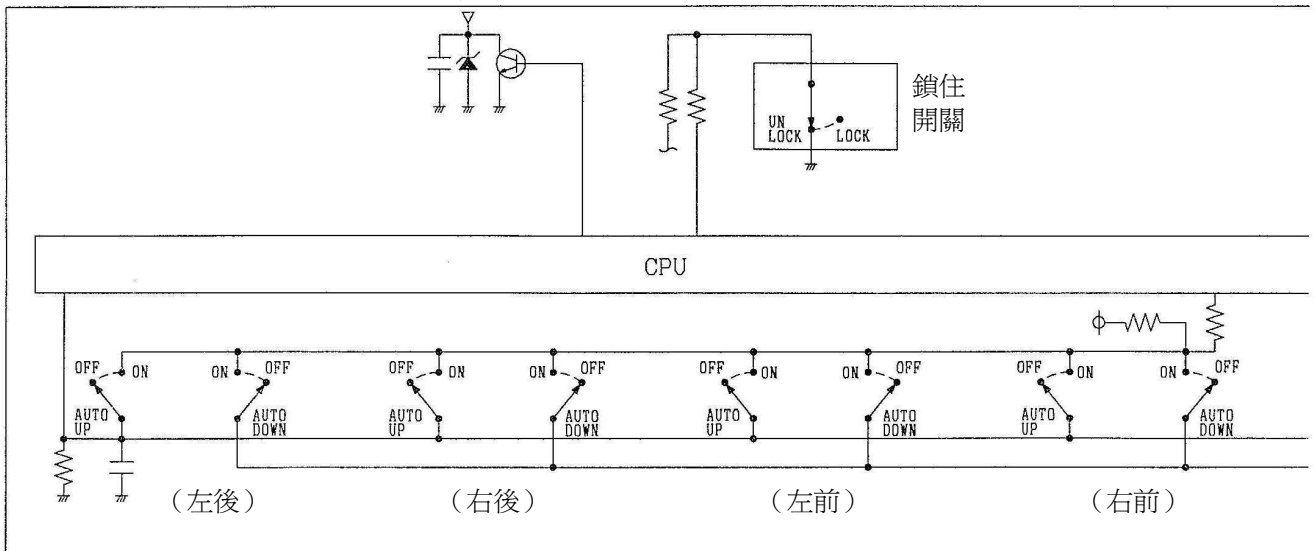 鎖住
開關
UN
LOCK
LOCK
CPU
OFF
ON
ON
OFF
OFF
ON
ON
OFF
OFF
ON
ON
OFF
OFF
ON
ON
OFF
AUTO
UP
AUTO
DOWN
AUTO
UP
AUTO
DOWN
AUTO
UP
AUTO
DOWN
AUTO
UP
AUTO
DOWN
(左後)
(右後)
(左前)
(右前)